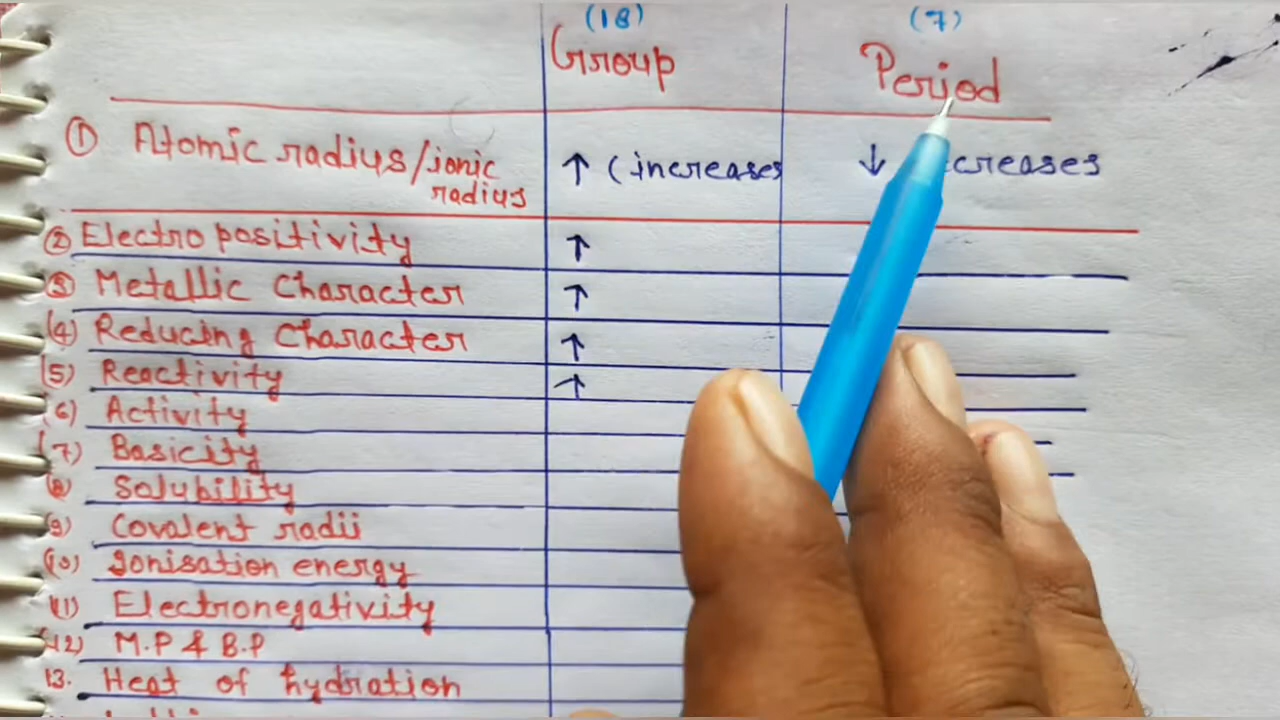 (18) (7)
Group Period
① Atomic radius/ionic radius ↑ (increases ↓ creases
② Electropositivity ↑
③ Metallic Character ↑
(4) Reducing Character ↑
(5) Reactivity ↑
(6) Activity
(7) Basicity
(8) Solubility
(9) Covalent radii
(10) Ionisation energy
(11) Electronegativity
(12) M.P & B.P
13. Heat of hydration